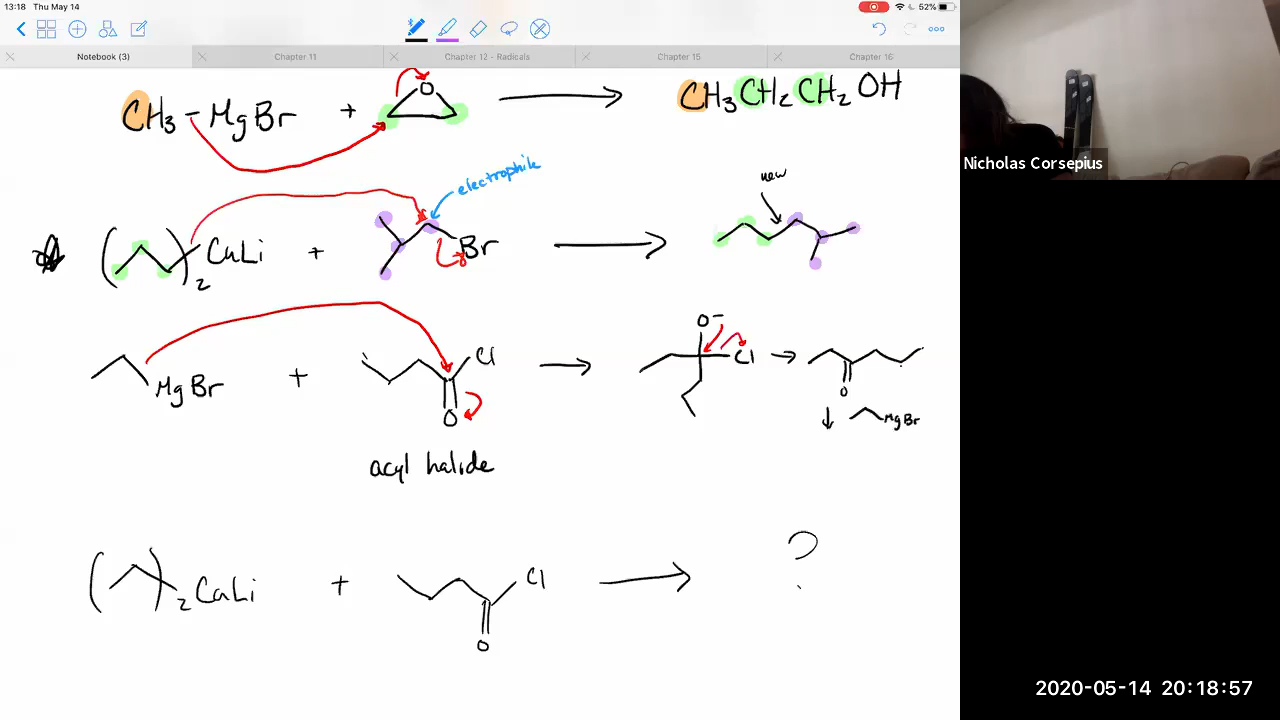 13:18 Thu May 14
52%
Notebook (3)
Chapter 11
Chapter 12 - Radicals
Chapter 15
Chapter 16
CH3 - MgBr + O → CH3CH2CH2OH
Nicholas Corsepius
electrophile
new
( )2 CuLi + Br →
MgBr + Cl O → O- Cl → O
↓ MgBr
acyl halide
( )2 CuLi + Cl O → ?
2020-05-14 20:18:57